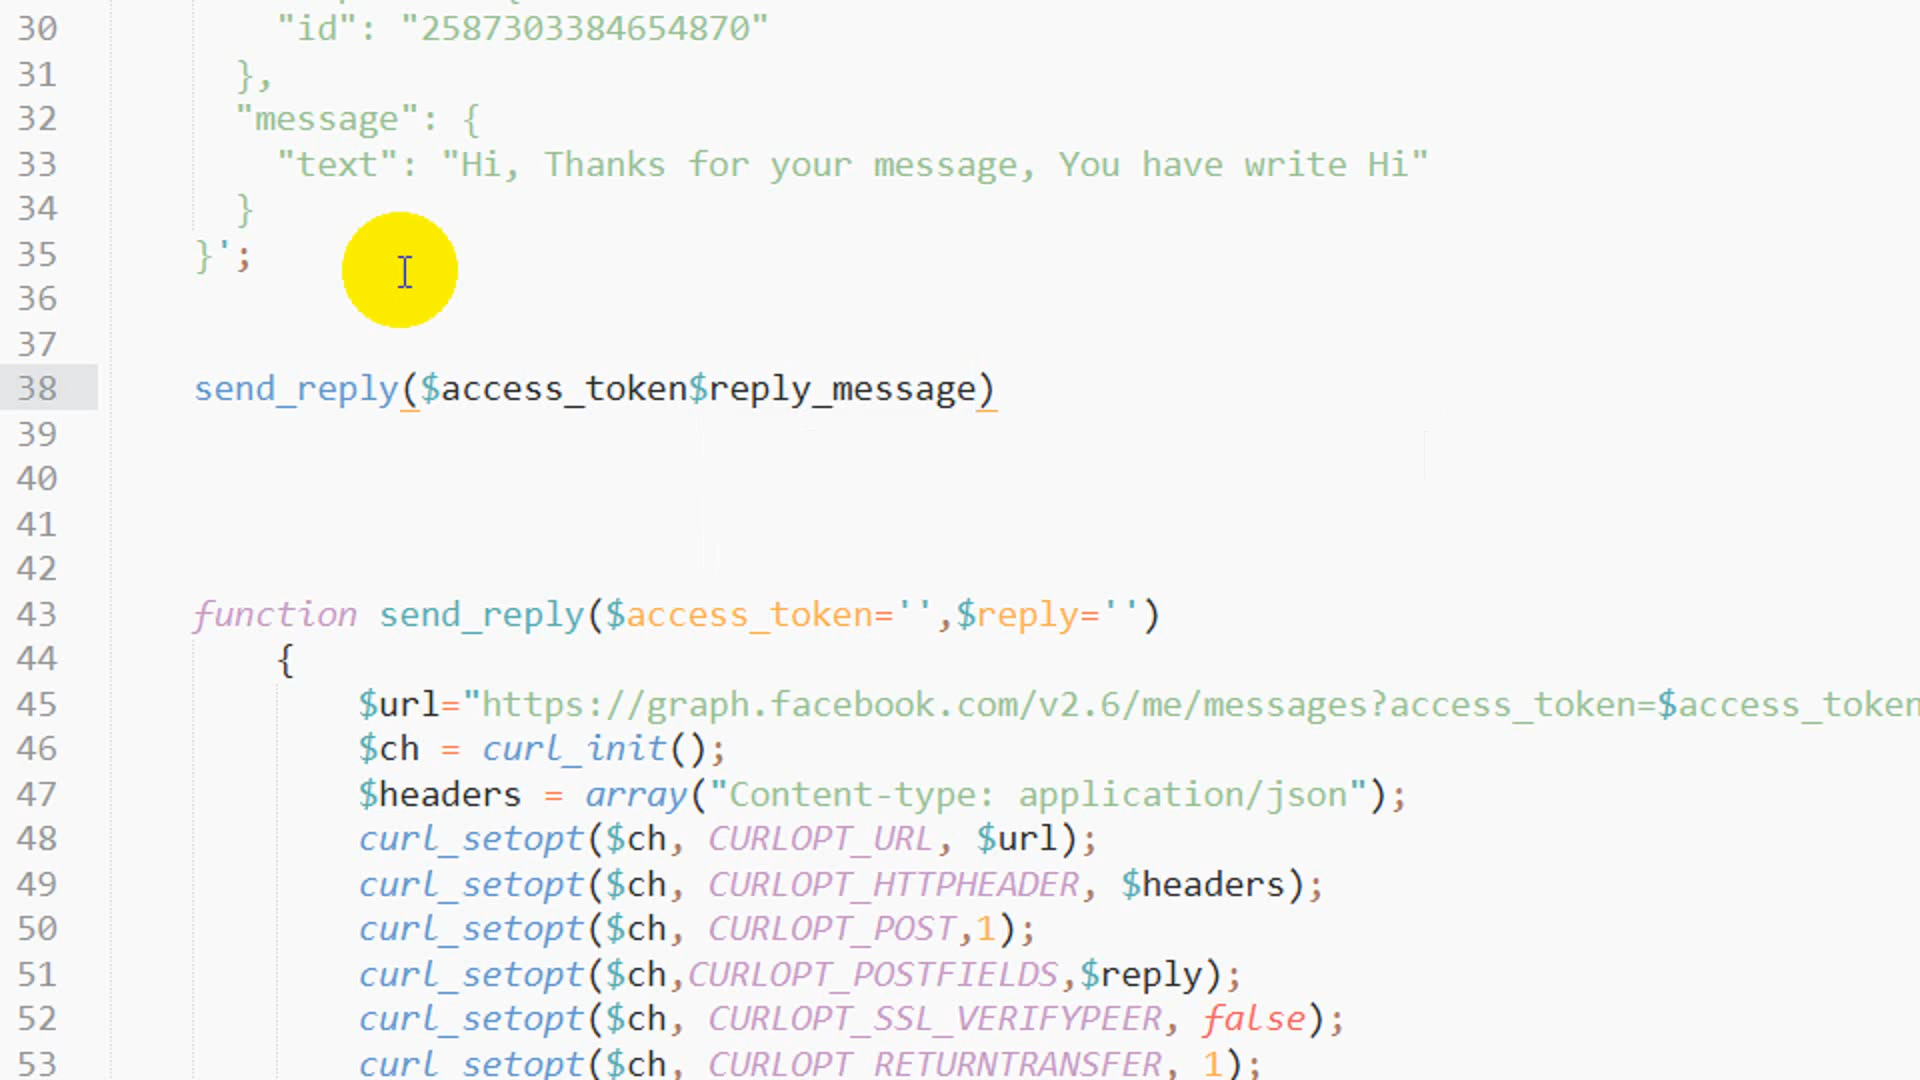 30 "id": "2587303384654870"
31 },
32 "message": {
33 "text": "Hi, Thanks for your message, You have write Hi"
34 }
35 }';
36
37
38 send_reply($access_token$reply_message)
39
40
41
42
43 function send_reply($access_token='',$reply='')
44 {
45 $url="https://graph.facebook.com/v2.6/me/messages?access_token=$access_token
46 $ch = curl_init();
47 $headers = array("Content-type: application/json");
48 curl_setopt($ch, CURLOPT_URL, $url);
49 curl_setopt($ch, CURLOPT_HTTPHEADER, $headers);
50 curl_setopt($ch, CURLOPT_POST,1);
51 curl_setopt($ch,CURLOPT_POSTFIELDS,$reply);
52 curl_setopt($ch, CURLOPT_SSL_VERIFYPEER, false);
53 curl_setopt($ch, CURLOPT_RETURNTRANSFER, 1);